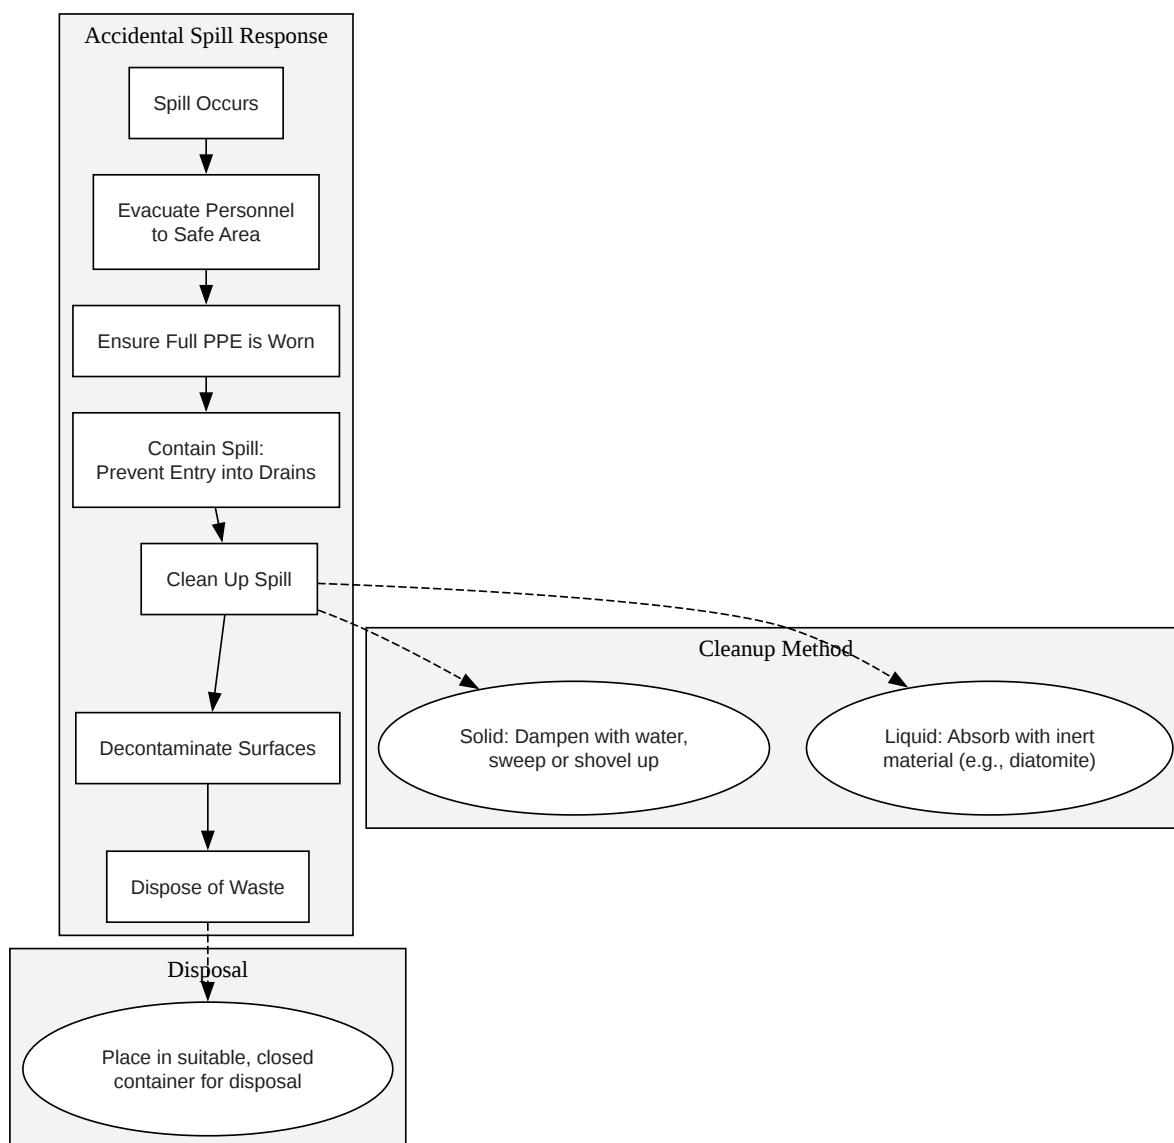 Accidental Spill Response
Spill Occurs
Evacuate Personnel
to Safe Area
Ensure Full PPE is Worn
Contain Spill:
Prevent Entry into Drains
Clean Up Spill
Cleanup Method
Solid: Dampen with water,
sweep or shovel up
Liquid: Absorb with inert
material (e.g., diatomite)
Decontaminate Surfaces
Dispose of Waste
Disposal
Place in suitable, closed
container for disposal